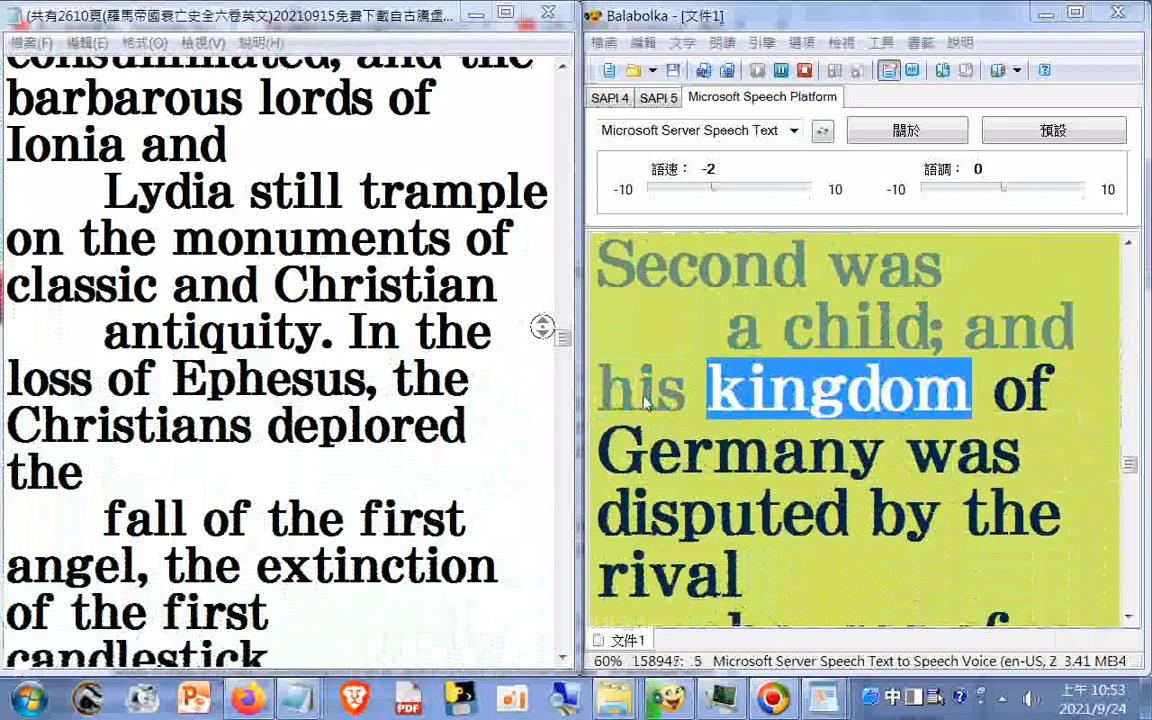 (共有2610頁(羅馬帝國衰亡史全六卷英文)20210915免費下載自古騰堡...
檔案(F) 編輯(E) 格式(O) 檢視(V) 說明(H)
consummated; and the
barbarous lords of
Ionia and
Lydia still trample
on the monuments of
classic and Christian
antiquity. In the
loss of Ephesus, the
Christians deplored
the
fall of the first
angel, the extinction
of the first
candlestick
Balabolka - [文件1]
檔案 編輯 文字 朗讀 引擎 選項 檢視 工具 書籤 說明
SAPI 4 SAPI 5 Microsoft Speech Platform
Microsoft Server Speech Text 關於 預設
語速： -2 語調： 0
-10 10 -10 10
Second was
a child; and
his kingdom of
Germany was
disputed by the
rival
文件1
60% Microsoft Server Speech Text to Speech Voice (en-US, Z 3.41 MB
中
上午 10:53
2021/9/24